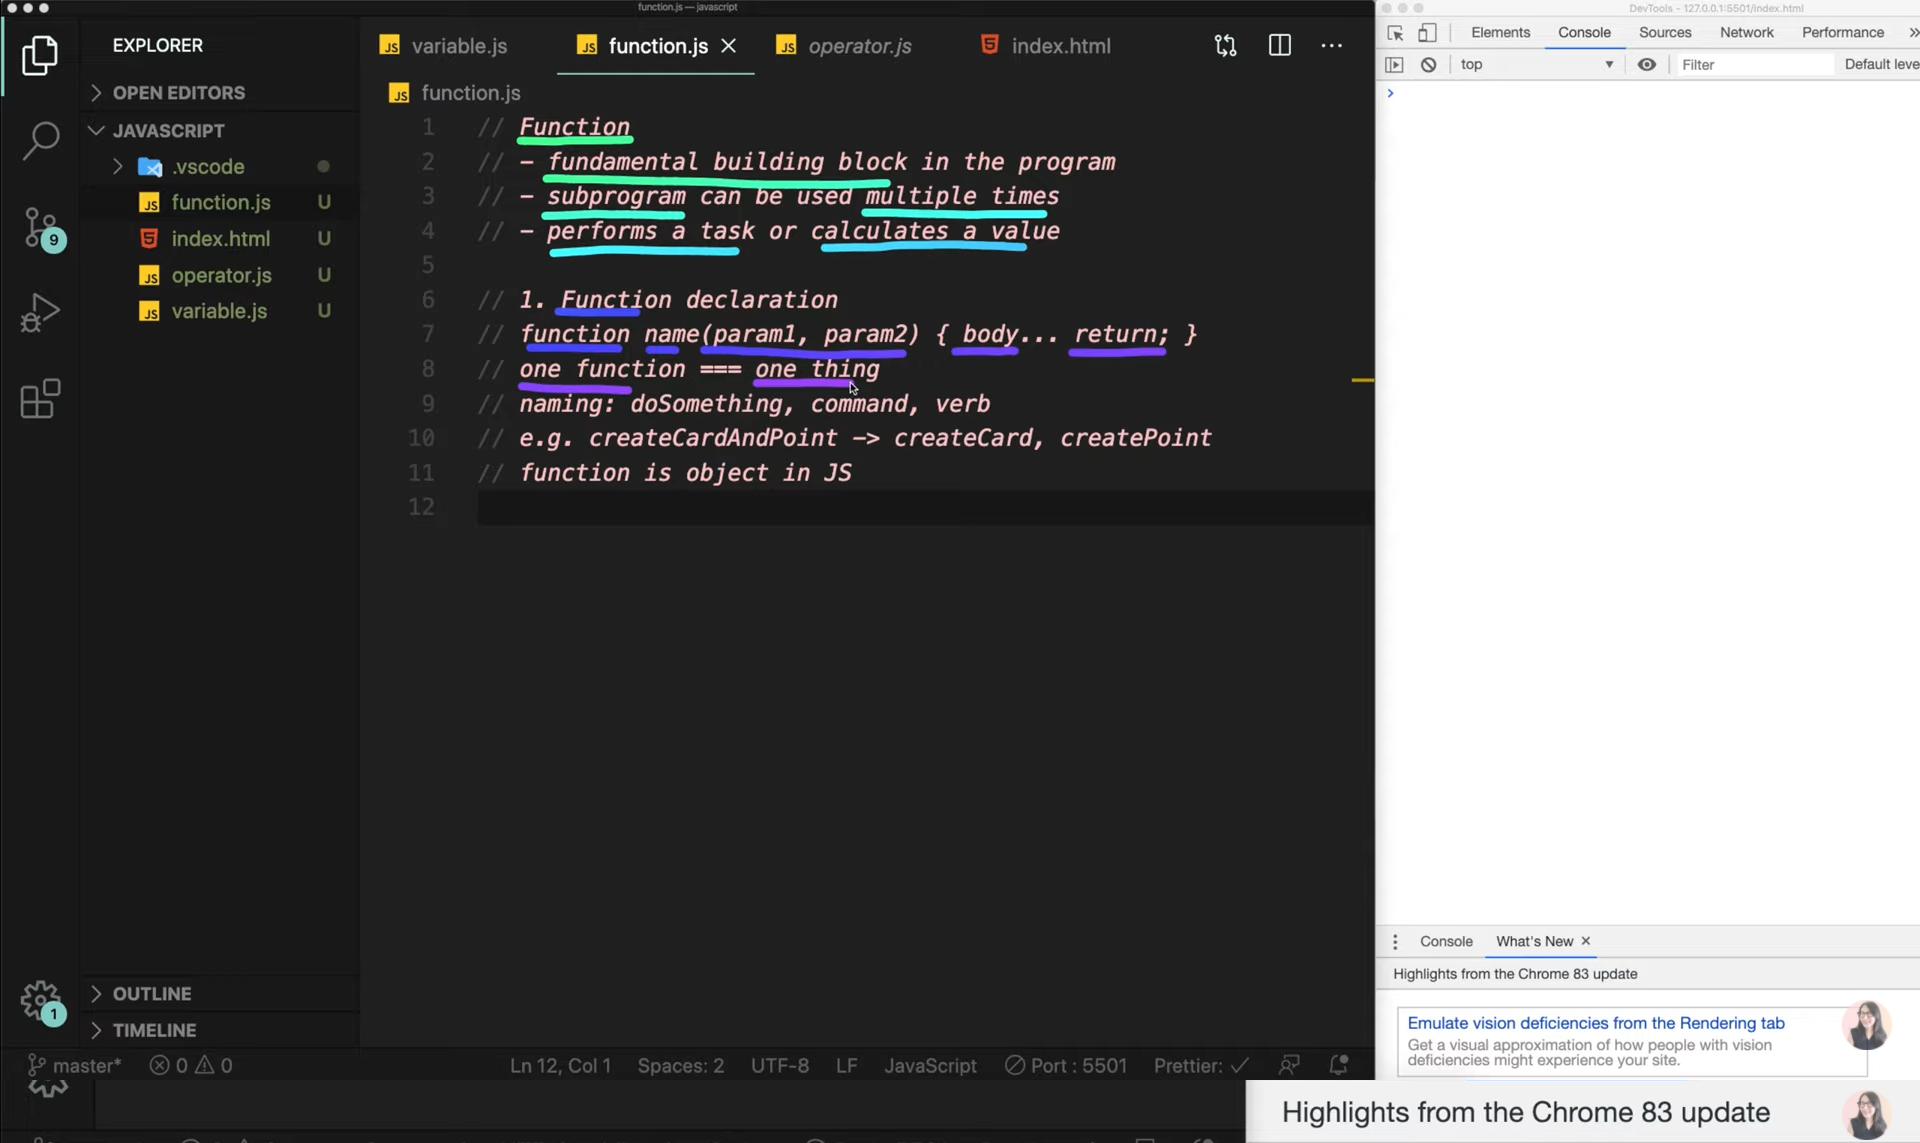 function.js — javascript
EXPLORER
OPEN EDITORS
JAVASCRIPT
.vscode
function.js U
index.html U
operator.js U
variable.js U
OUTLINE
TIMELINE
9
1
variable.js
function.js
operator.js
index.html
function.js
1 // Function
2 // - fundamental building block in the program
3 // - subprogram can be used multiple times
4 // - performs a task or calculates a value
5
6 // 1. Function declaration
7 // function name(param1, param2) { body... return; }
8 // one function === one thing
9 // naming: doSomething, command, verb
10 // e.g. createCardAndPoint -> createCard, createPoint
11 // function is object in JS
12
master* 0 0 Ln 12, Col 1 Spaces: 2 UTF-8 LF JavaScript Port : 5501 Prettier: ✓
DevTools - 127.0.0.1:5501/index.html
Elements Console Sources Network Performance »
top Filter Default leve
Console What's New
Highlights from the Chrome 83 update
Emulate vision deficiencies from the Rendering tab
Get a visual approximation of how people with vision
deficiencies might experience your site.
Highlights from the Chrome 83 update